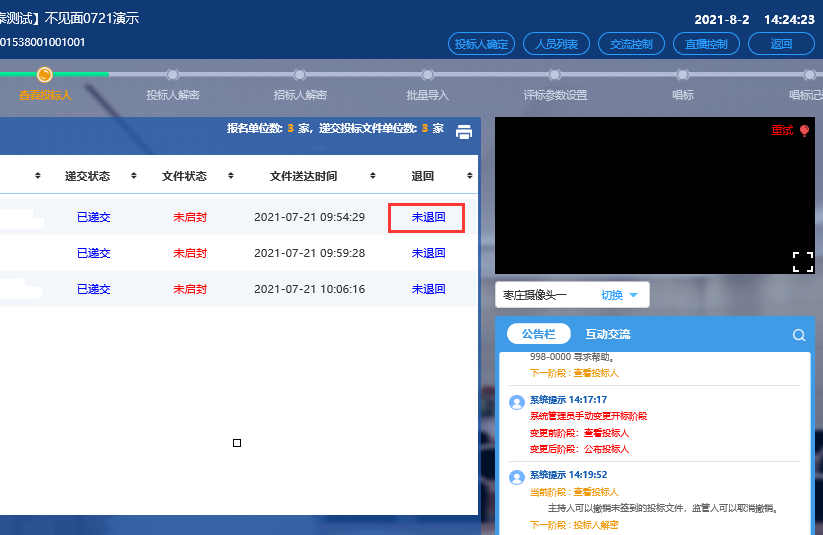 泰测试】不见面0721演示
2021-8-2 14:24:23
01538001001001
投标人确定 人员列表 交流控制 直播控制 返回
查看投标人 投标人解密 招标人解密 批量导入 评标参数设置 唱标 唱标记
报名单位数: 3 家, 递交投标文件单位数: 3 家
重试
递交状态 文件状态 文件送达时间 退回
已递交 未启封 2021-07-21 09:54:29 未退回
已递交 未启封 2021-07-21 09:59:28 未退回
已递交 未启封 2021-07-21 10:06:16 未退回
枣庄摄像头一 切换
公告栏 互动交流
998-0000 寻求帮助。
下一阶段 : 查看投标人
系统提示 14:17:17
系统管理员手动变更开标阶段
变更前阶段：查看投标人
变更后阶段：公布投标人
系统提示 14:19:52
当前阶段 : 查看投标人
主持人可以撤销未签到的投标文件，监管人可以取消撤销。
下一阶段 : 投标人解密